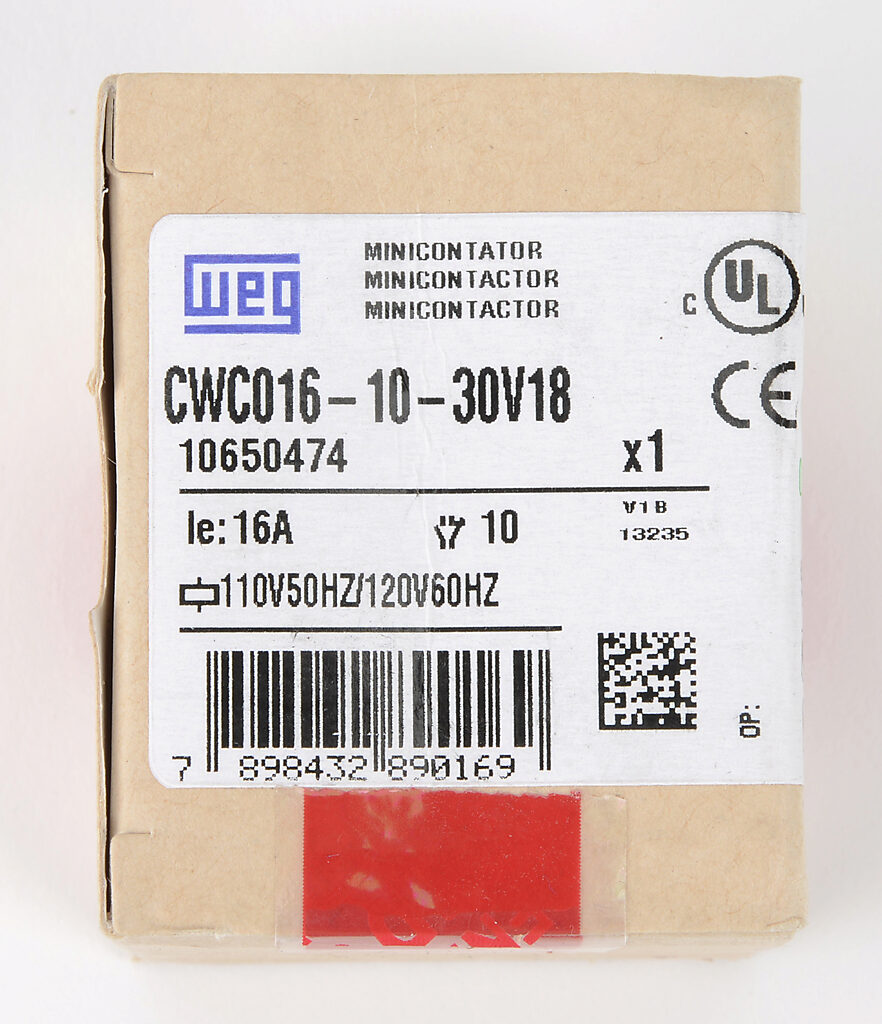 weg
MINICONTATOR
MINICONTACTOR
MINICONTACTOR
C UL
CE
CWC016-10-30V18
10650474
x1
Ie: 16A
10
V1B
13235
110V50HZ/120V60HZ
OP:
7 898432 890169